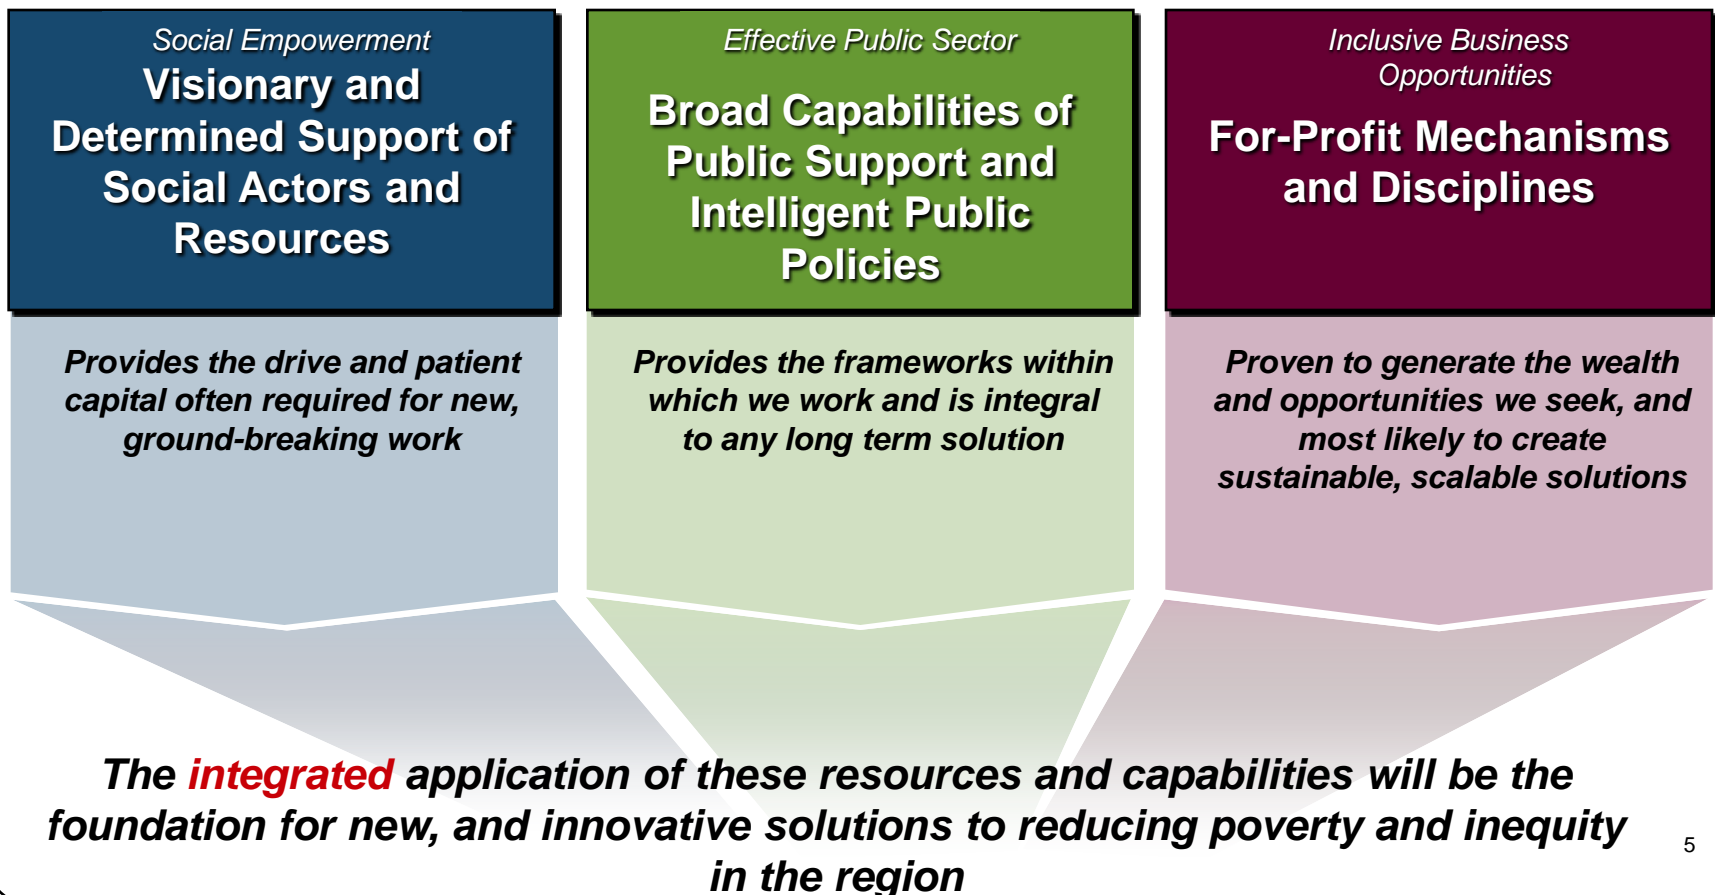 Social Empowerment
Visionary and
Determined Support of
Social Actors and
Resources
Provides the drive and patient
capital often required for new,
ground-breaking work
Effective Public Sector
Broad Capabilities of
Public Support and
Intelligent Public
Policies
Provides the frameworks within
which we work and is integral
to any long term solution
Inclusive Business
Opportunities
For-Profit Mechanisms
and Disciplines
Proven to generate the wealth
and opportunities we seek, and
most likely to create
sustainable, scalable solutions
The integrated application of these resources and capabilities will be the
foundation for new, and innovative solutions to reducing poverty and inequity
in the region
5